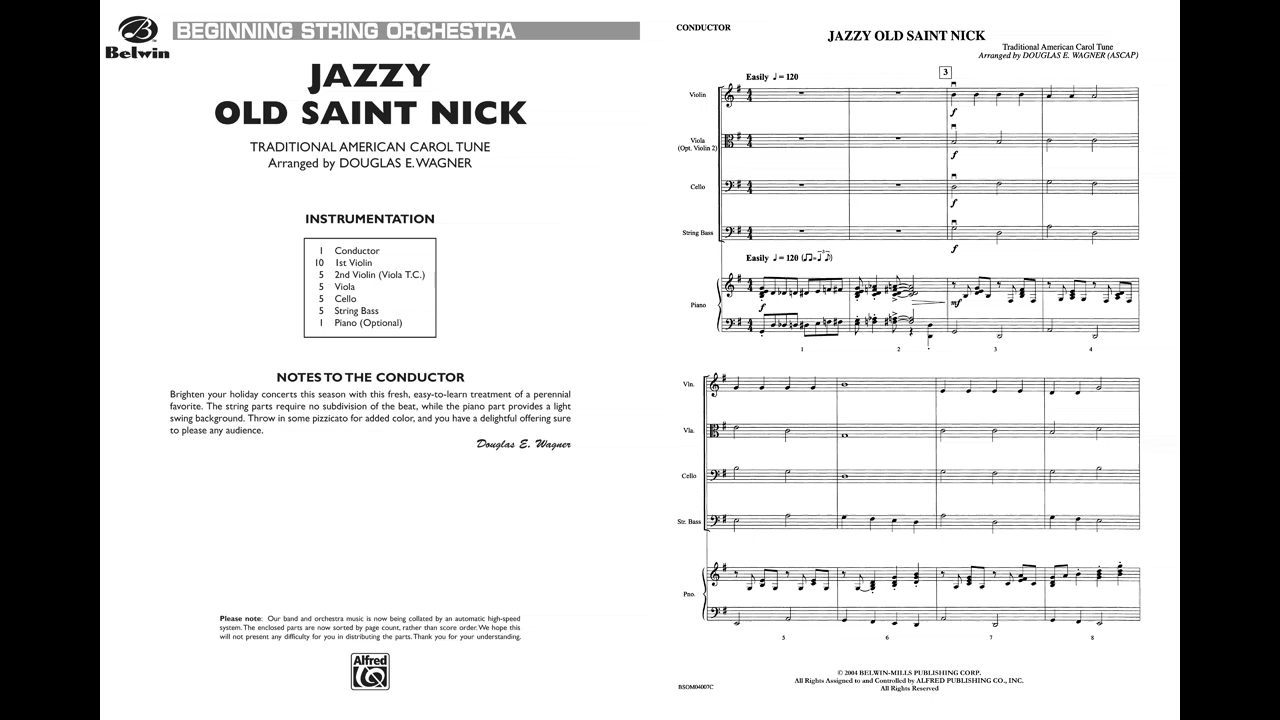 Belwin
BEGINNING STRING ORCHESTRA
JAZZY
OLD SAINT NICK
TRADITIONAL AMERICAN CAROL TUNE
Arranged by DOUGLAS E. WAGNER
INSTRUMENTATION
1 Conductor
10 1st Violin
5 2nd Violin (Viola T.C.)
5 Viola
5 Cello
5 String Bass
1 Piano (Optional)
NOTES TO THE CONDUCTOR
Brighten your holiday concerts this season with this fresh, easy-to-learn treatment of a perennial
favorite. The string parts require no subdivision of the beat, while the piano part provides a light
swing background. Throw in some pizzicato for added color, and you have a delightful offering sure
to please any audience.
Douglas E. Wagner
Please note: Our band and orchestra music is now being collated by an automatic high-speed
system. The enclosed parts are now sorted by page count, rather than score order. We hope this
will not present any difficulty for you in distributing the parts. Thank you for your understanding.
Alfred
CONDUCTOR
JAZZY OLD SAINT NICK
Traditional American Carol Tune
Arranged by DOUGLAS E. WAGNER (ASCAP)
3
Easily ♩ = 120
Violin
f
Viola
(Opt. Violin 2)
f
Cello
f
String Bass
f
Easily ♩ = 120 (♫=♩♪)
3
Piano
f
mf
1 2 3 4
Vln.
Vla.
Cello
Str. Bass
Pno.
5 6 7 8
© 2004 BELWIN-MILLS PUBLISHING CORP.
All Rights Assigned to and Controlled by ALFRED PUBLISHING CO., INC.
All Rights Reserved
BSOM04007C